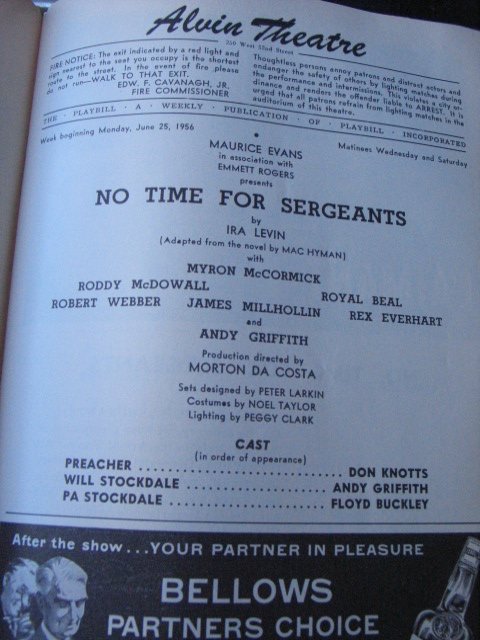 Alvin Theatre
250 West 52nd Street
FIRE NOTICE: The exit indicated by a red light and
sign nearest to the seat you occupy is the shortest
route to the street. In the event of fire please
do not run—WALK TO THAT EXIT.
EDW. F. CAVANAGH, JR.
FIRE COMMISSIONER
Thoughtless persons annoy patrons and distract actors and
endanger the safety of others by lighting matches during
the performance and intermissions. This violates a city or-
dinance and renders the offender liable to ARREST. It is
urged that all patrons refrain from lighting matches in the
auditorium of this theatre.
THE · PLAYBILL · A · WEEKLY · PUBLICATION · OF · PLAYBILL · INCORPORATED
Week beginning Monday, June 25, 1956
Matinees Wednesday and Saturday
MAURICE EVANS
in association with
EMMETT ROGERS
presents
NO TIME FOR SERGEANTS
by
IRA LEVIN
(Adapted from the novel by MAC HYMAN)
with
MYRON McCORMICK
RODDY McDOWALL ROYAL BEAL
ROBERT WEBBER JAMES MILLHOLLIN REX EVERHART
and
ANDY GRIFFITH
Production directed by
MORTON DA COSTA
Sets designed by PETER LARKIN
Costumes by NOEL TAYLOR
Lighting by PEGGY CLARK
CAST
(in order of appearance)
PREACHER ................................ DON KNOTTS
WILL STOCKDALE ........................ ANDY GRIFFITH
PA STOCKDALE ........................... FLOYD BUCKLEY
After the show...YOUR PARTNER IN PLEASURE
BELLOWS
PARTNERS CHOICE